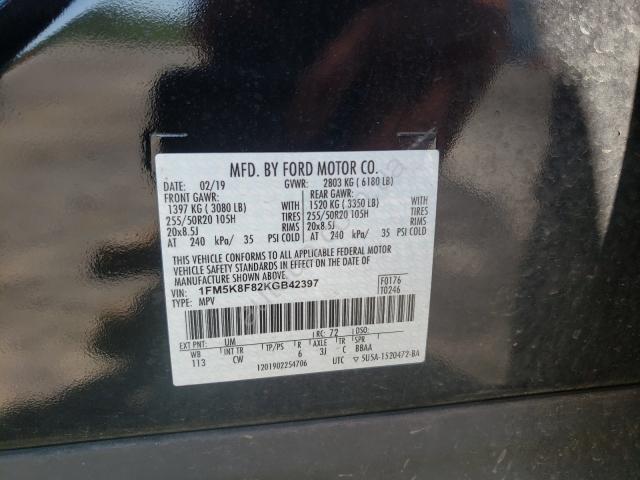 MFD. BY FORD MOTOR CO.
DATE: 02/19 GVWR: 2803 KG ( 6180 LB)
FRONT GAWR: REAR GAWR:
1397 KG ( 3080 LB) WITH 1520 KG ( 3350 LB) WITH
255/50R20 105H TIRES 255/50R20 105H TIRES
20x8.5J RIMS 20x8.5J RIMS
AT 240 kPa/ 35 PSI COLD AT 240 kPa/ 35 PSI COLD
THIS VEHICLE CONFORMS TO ALL APPLICABLE FEDERAL MOTOR
VEHICLE SAFETY STANDARDS IN EFFECT ON THE DATE OF
MANUFACTURE SHOWN ABOVE.
VIN: 1FM5K8F82KGB42397 F0176
TYPE: MPV T0246
EXT PNT: UM RC: 72 DSO:
WB INT TR TP/PS R AXLE TR SPR
113 CW 6 3J C BBAA
1201902254706 UTC ▽ 5U5A-1520472-BA